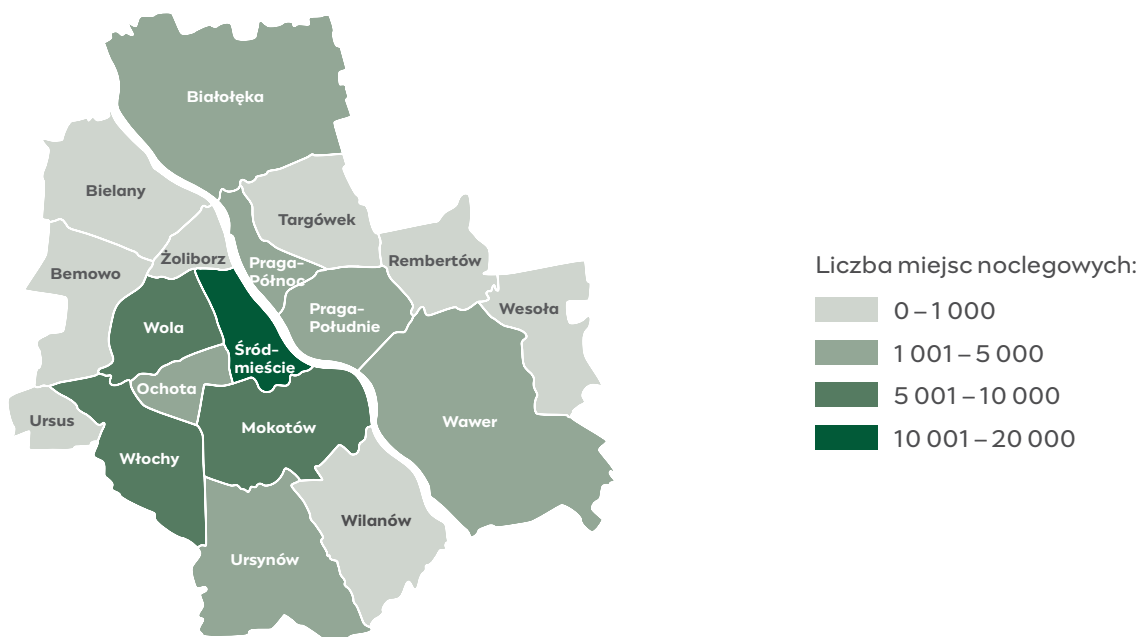 Białołęka
Bielany
Targówek
Żoliborz
Rembertów
Praga-
Północ
Bemowo
Wesoła
Praga-
Południe
Wola
Śród-
mieście
Ochota
Ursus
Mokotów
Wawer
Włochy
Wilanów
Ursynów
Liczba miejsc noclegowych:
0 – 1 000
1 001 – 5 000
5 001 – 10 000
10 001 – 20 000